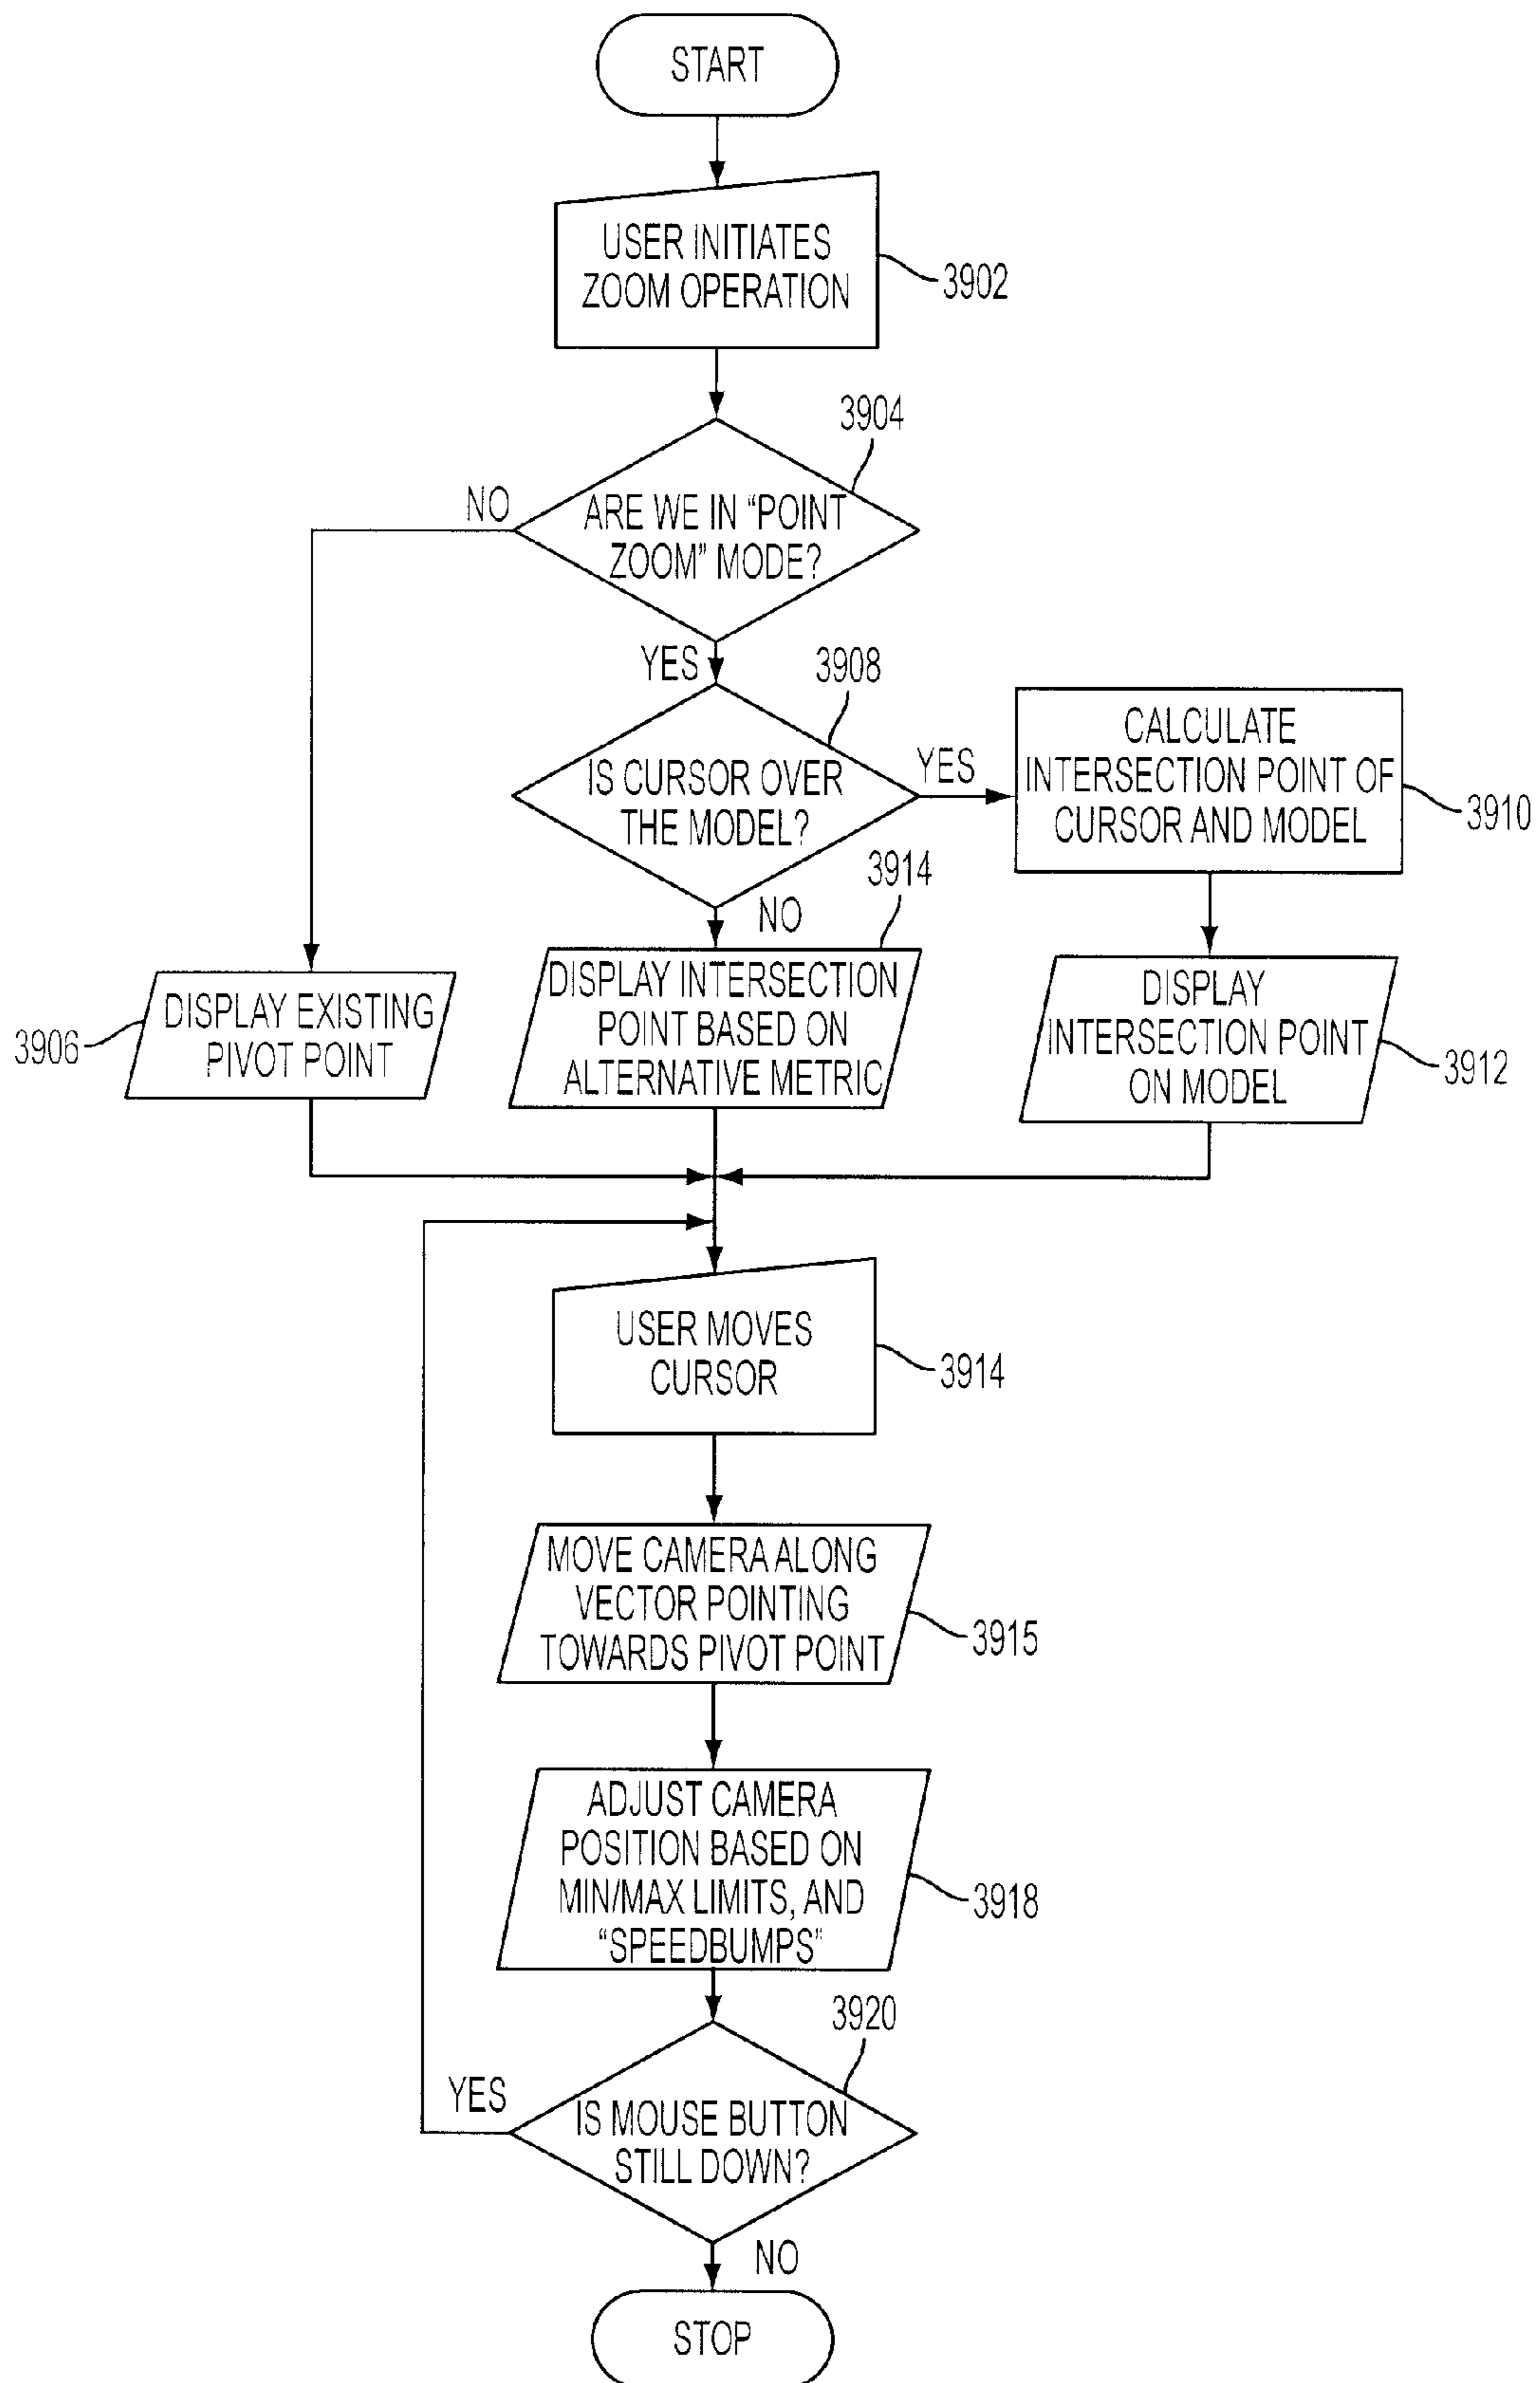 START
USER INITIATES
ZOOM OPERATION
3902
3904
ARE WE IN “POINT
ZOOM” MODE?
NO
YES
3908
IS CURSOR OVER
THE MODEL?
YES
CALCULATE
INTERSECTION POINT OF
CURSOR AND MODEL
3910
NO
3914
DISPLAY EXISTING
PIVOT POINT
3906
DISPLAY INTERSECTION
POINT BASED ON
ALTERNATIVE METRIC
DISPLAY
INTERSECTION POINT
ON MODEL
3912
USER MOVES
CURSOR
3914
MOVE CAMERA ALONG
VECTOR POINTING
TOWARDS PIVOT POINT
3915
ADJUST CAMERA
POSITION BASED ON
MIN/MAX LIMITS, AND
“SPEEDBUMPS”
3918
3920
YES
IS MOUSE BUTTON
STILL DOWN?
NO
STOP